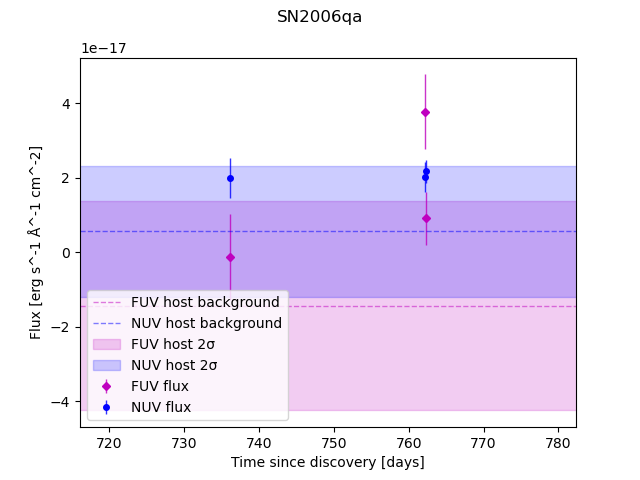 SN2006qa
1e−17
4
2
0
−2
−4
Flux [erg s^-1 Å^-1 cm^-2]
FUV host background
NUV host background
FUV host 2σ
NUV host 2σ
FUV flux
NUV flux
720 730 740 750 760 770 780
Time since discovery [days]